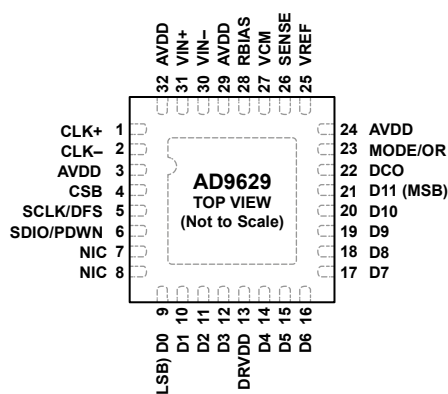 32 AVDD
31 VIN+
30 VIN–
29 AVDD
28 RBIAS
27 VCM
26 SENSE
25 VREF
CLK+ 1
CLK– 2
AVDD 3
CSB 4
SCLK/DFS 5
SDIO/PDWN 6
NIC 7
NIC 8
AD9629
TOP VIEW
(Not to Scale)
24 AVDD
23 MODE/OR
22 DCO
21 D11 (MSB)
20 D10
19 D9
18 D8
17 D7
LSB) D0 9
D1 10
D2 11
D3 12
DRVDD 13
D4 14
D5 15
D6 16